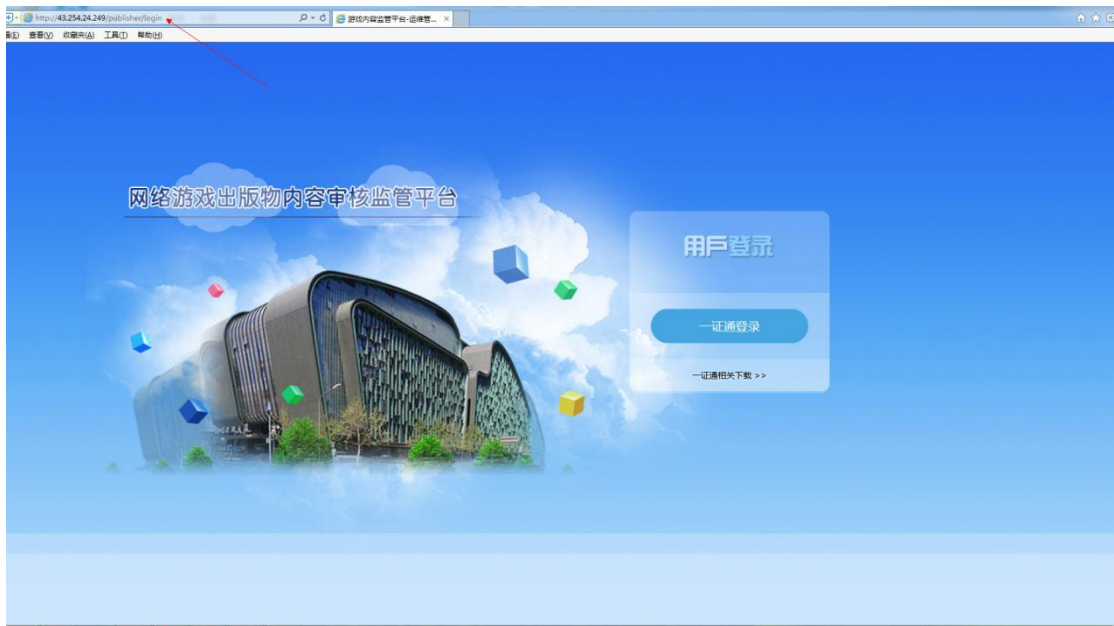 http://43.254.24.249/publisher/login
游戏内容监管平台-运维管...
查看(V) 收藏夹(A) 工具(T) 帮助(H)
网络游戏出版物内容审核监管平台
用户登录
一证通登录
一证通相关下载 >>